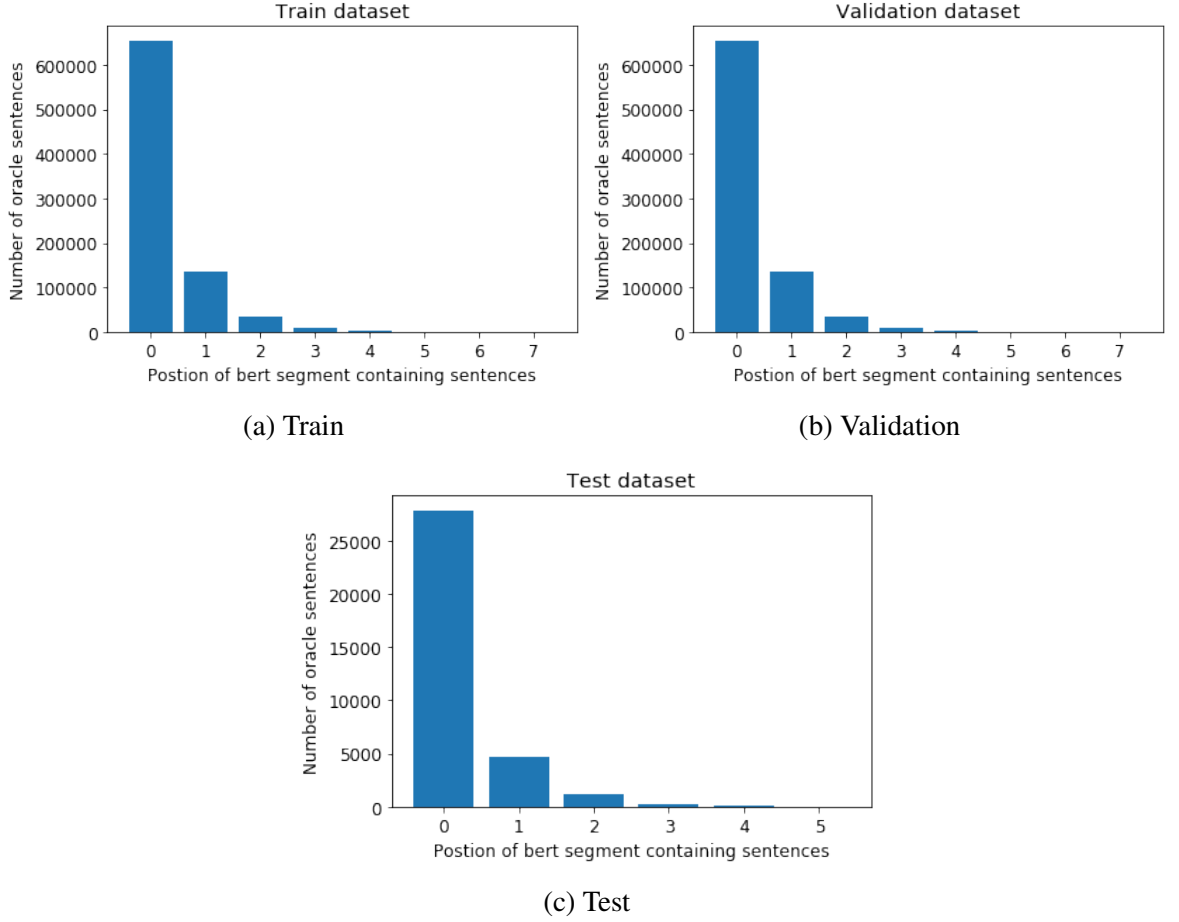 Train dataset
Number of oracle sentences
600000
500000
400000
300000
200000
100000
0
0 1 2 3 4 5 6 7
Postion of bert segment containing sentences
(a) Train
Validation dataset
Number of oracle sentences
600000
500000
400000
300000
200000
100000
0
0 1 2 3 4 5 6 7
Postion of bert segment containing sentences
(b) Validation
Test dataset
Number of oracle sentences
25000
20000
15000
10000
5000
0
0 1 2 3 4 5
Postion of bert segment containing sentences
(c) Test